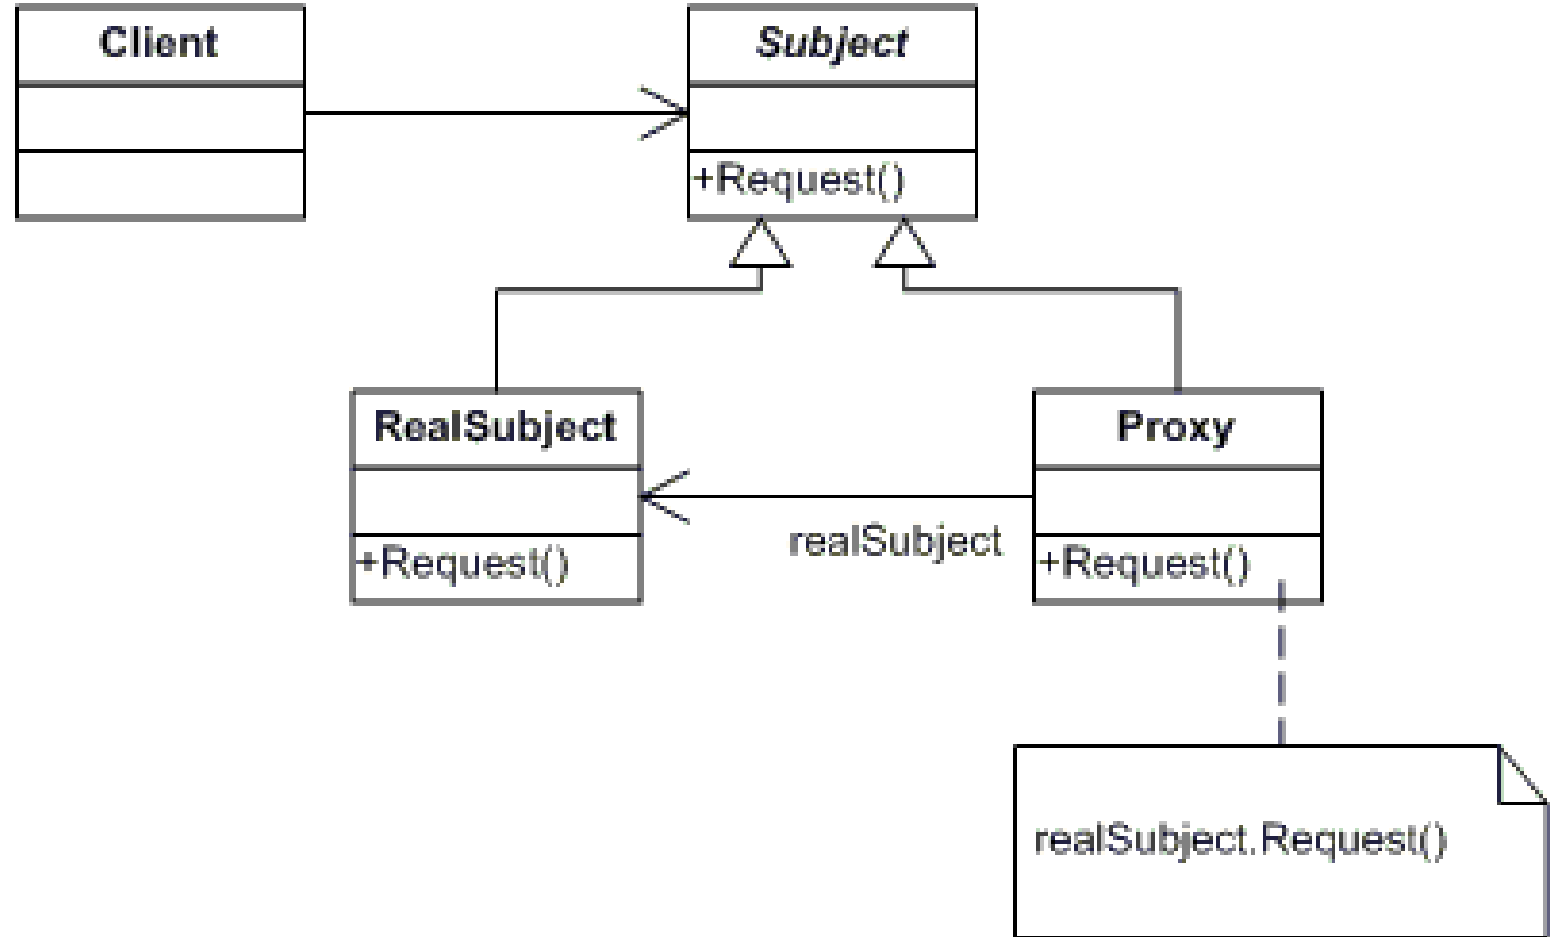 Client
Subject
+Request()
RealSubject
Proxy
realSubject
+Request()
+Request()
realSubject.Request()